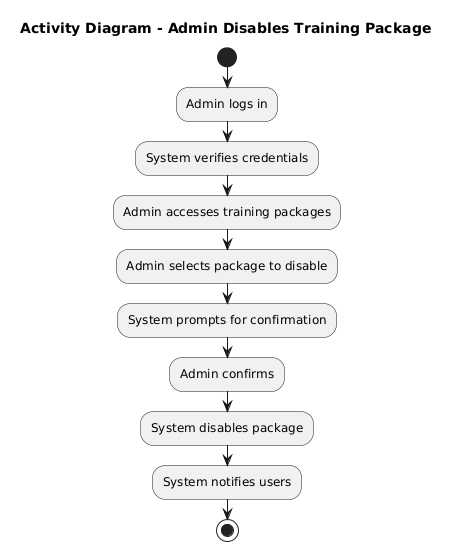 Activity Diagram - Admin Disables Training Package
Admin logs in
System verifies credentials
Admin accesses training packages
Admin selects package to disable
System prompts for confirmation
Admin confirms
System disables package
System notifies users